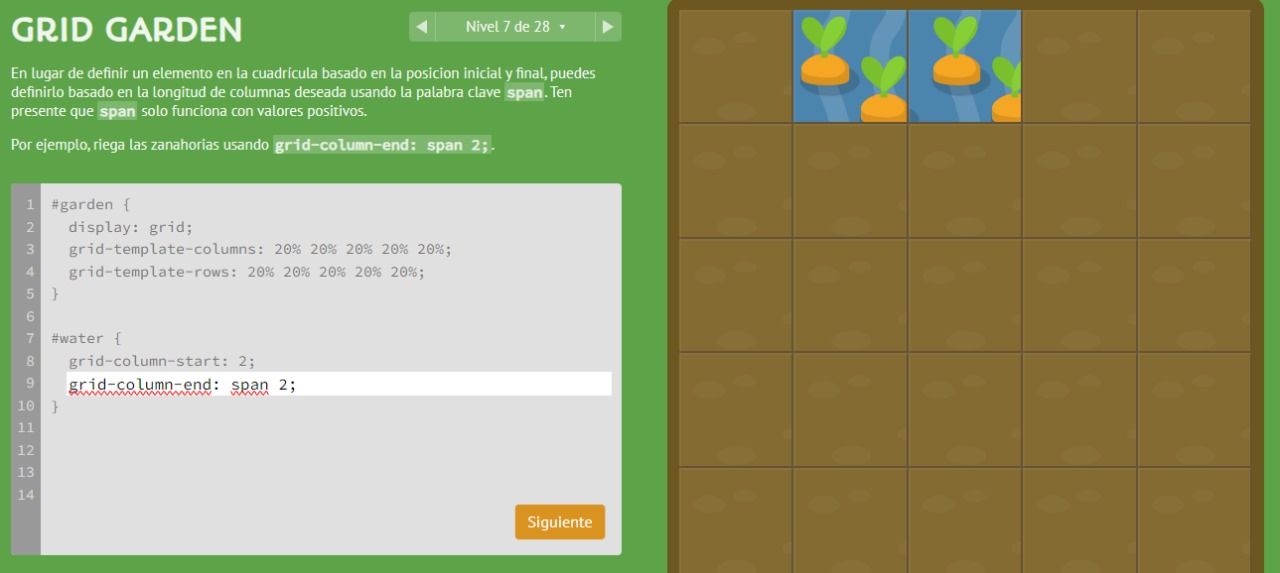 GRID GARDEN
Nivel 7 de 28
En lugar de definir un elemento en la cuadrícula basado en la posicion inicial y final, puedes
definirlo basado en la longitud de columnas deseada usando la palabra clave span. Ten
presente que span solo funciona con valores positivos.
Por ejemplo, riega las zanahorias usando grid-column-end: span 2;.
1 #garden {
2 display: grid;
3 grid-template-columns: 20% 20% 20% 20% 20%;
4 grid-template-rows: 20% 20% 20% 20% 20%;
5 }
6
7 #water {
8 grid-column-start: 2;
9 grid-column-end: span 2;
10 }
11
12
13
14
Siguiente